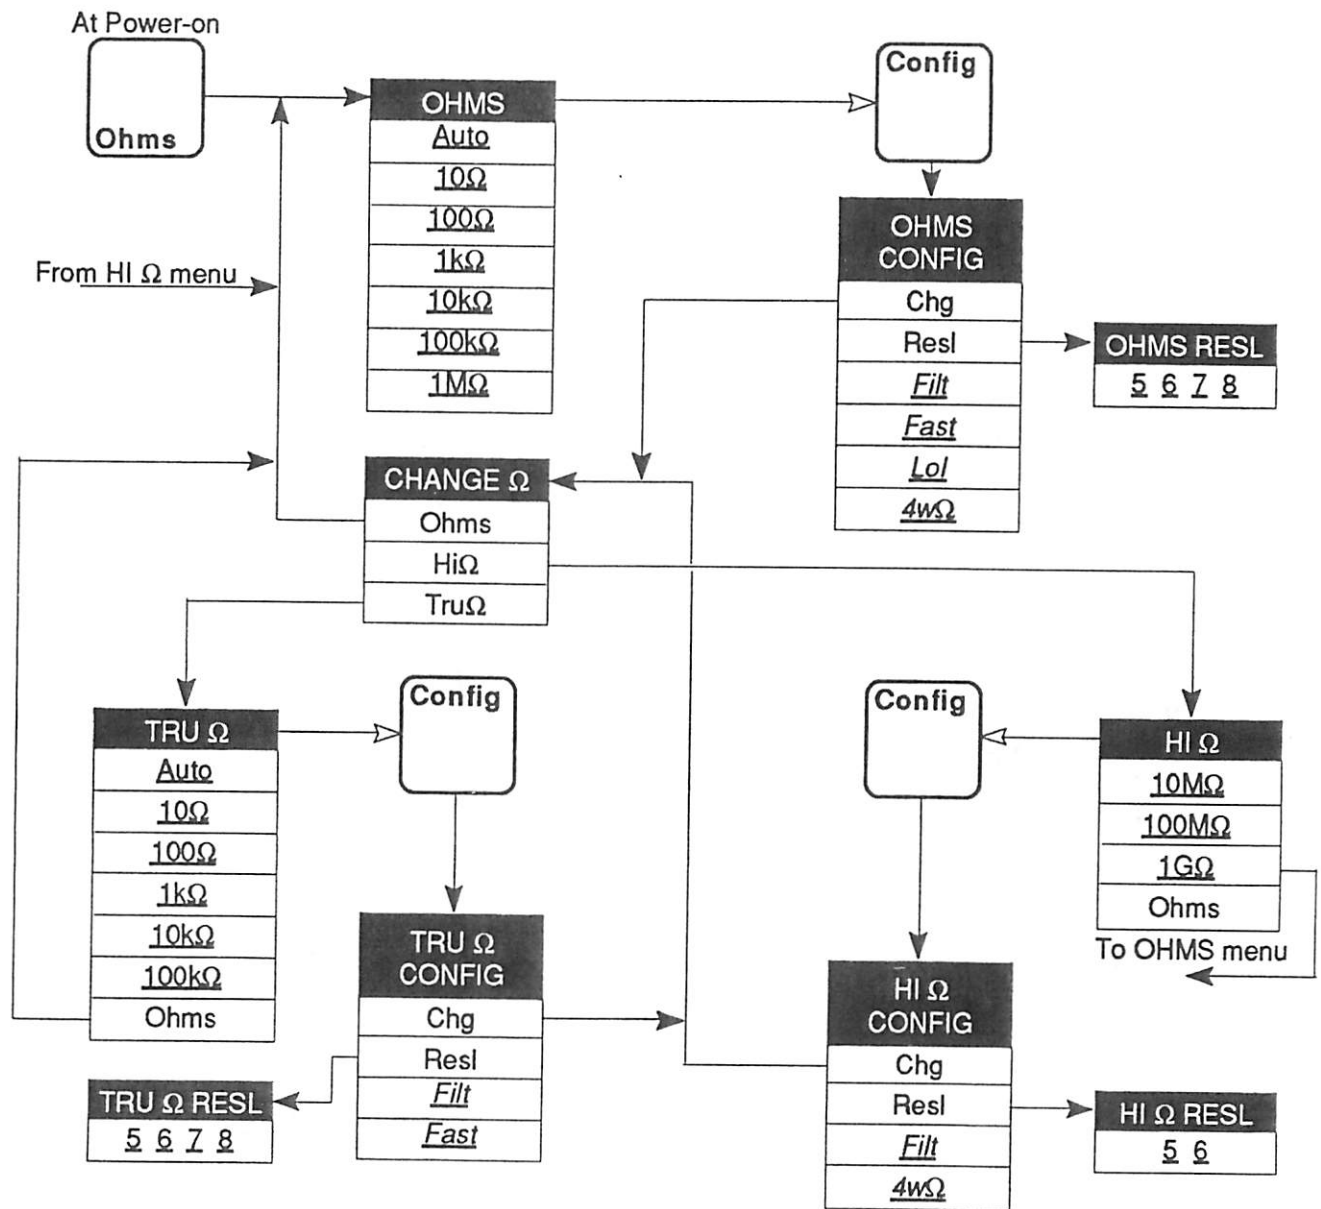 At Power-on
Ohms
OHMS
Auto
10Ω
100Ω
1kΩ
10kΩ
100kΩ
1MΩ
Config
OHMS
CONFIG
Chg
Resl
Filt
Fast
LoI
4wΩ
OHMS RESL
5 6 7 8
From HI Ω menu
CHANGE Ω
Ohms
HiΩ
TruΩ
TRU Ω
Auto
10Ω
100Ω
1kΩ
10kΩ
100kΩ
Ohms
Config
TRU Ω
CONFIG
Chg
Resl
Filt
Fast
TRU Ω RESL
5 6 7 8
Config
HI Ω
10MΩ
100MΩ
1GΩ
Ohms
To OHMS menu
HI Ω
CONFIG
Chg
Resl
Filt
4wΩ
HI Ω RESL
5 6